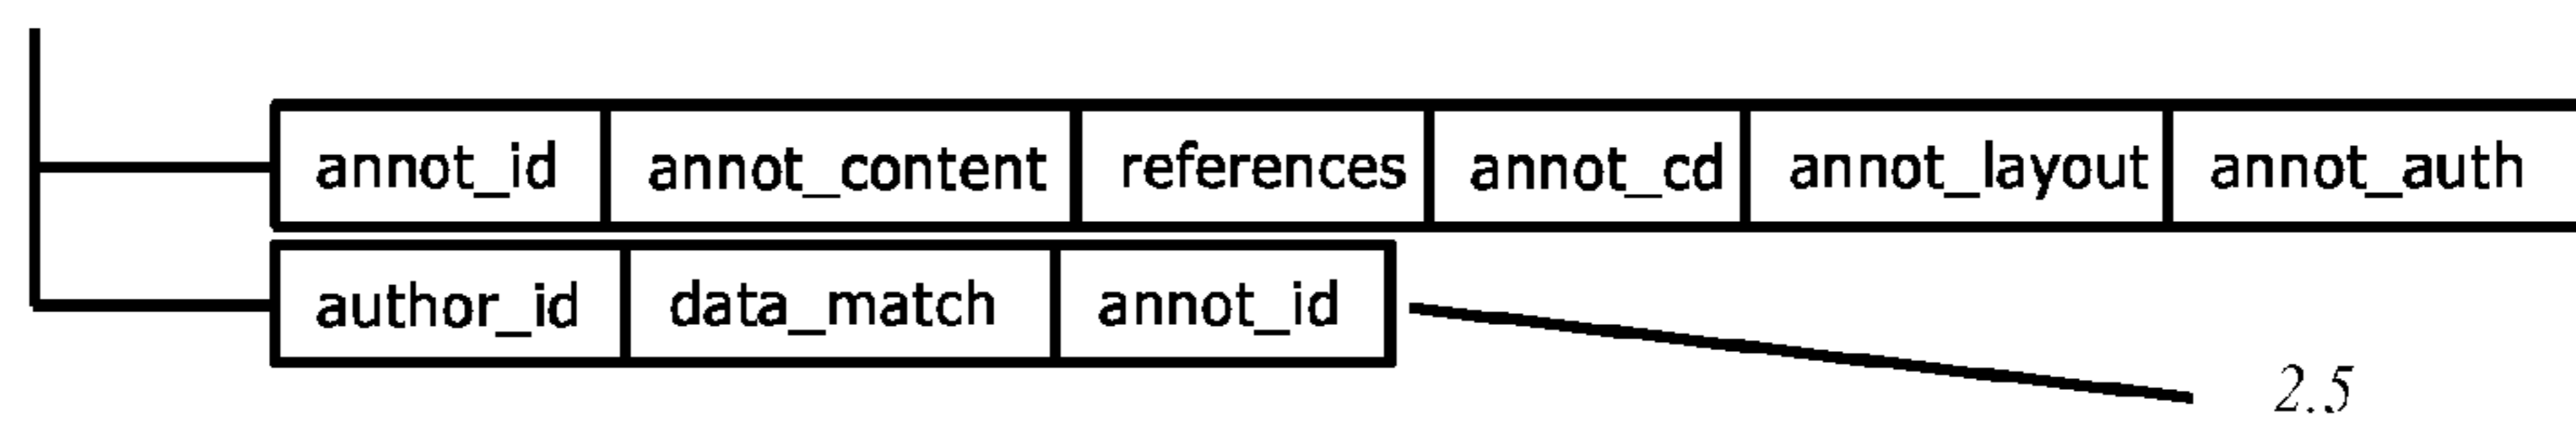 annot_id annot_content references annot_cd annot_layout annot_auth
author_id data_match annot_id
2.5